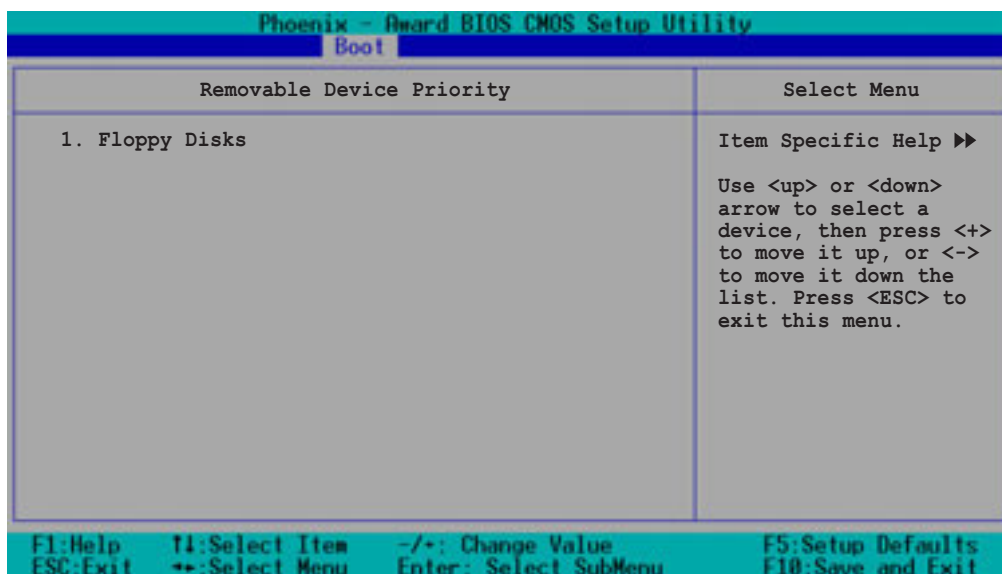 Phoenix - Award BIOS CMOS Setup Utility
Boot
Removable Device Priority
Select Menu
1. Floppy Disks
Item Specific Help ▶▶
Use <up> or <down>
arrow to select a
device, then press <+>
to move it up, or <->
to move it down the
list. Press <ESC> to
exit this menu.
F1:Help ↑↓:Select Item -/+: Change Value F5:Setup Defaults
ESC:Exit ←→:Select Menu Enter: Select SubMenu F10:Save and Exit